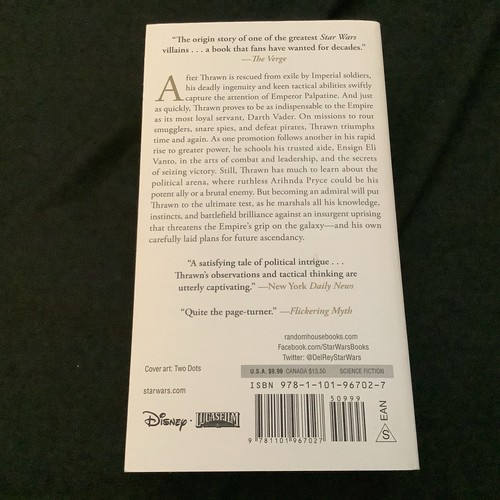 "The origin story of one of the greatest Star Wars
villains . . . a book that fans have wanted for decades."
—The Verge
After Thrawn is rescued from exile by Imperial soldiers,
his deadly ingenuity and keen tactical abilities swiftly
capture the attention of Emperor Palpatine. And just
as quickly, Thrawn proves to be as indispensable to the Empire
as its most loyal servant, Darth Vader. On missions to rout
smugglers, snare spies, and defeat pirates, Thrawn triumphs
time and again. As one promotion follows another in his rapid
rise to greater power, he schools his trusted aide, Ensign Eli
Vanto, in the arts of combat and leadership, and the secrets
of seizing victory. Still, Thrawn has much to learn about the
political arena, where ruthless Arihnda Pryce could be his
potent ally or a brutal enemy. But becoming an admiral will put
Thrawn to the ultimate test, as he marshals all his knowledge,
instincts, and battlefield brilliance against an insurgent uprising
that threatens the Empire's grip on the galaxy—and his own
carefully laid plans for future ascendancy.
"A satisfying tale of political intrigue . . .
Thrawn's observations and tactical thinking are
utterly captivating." —New York Daily News
"Quite the page-turner." —Flickering Myth
randomhousebooks.com
Facebook.com/StarWarsBooks
Twitter: @DelReyStarWars
Cover art: Two Dots
U.S.A. $9.99 CANADA $13.50 SCIENCE FICTION
starwars.com
ISBN 978-1-101-96702-7
50999
Disney · LUCASFILM
9 781101 967027
S EAN